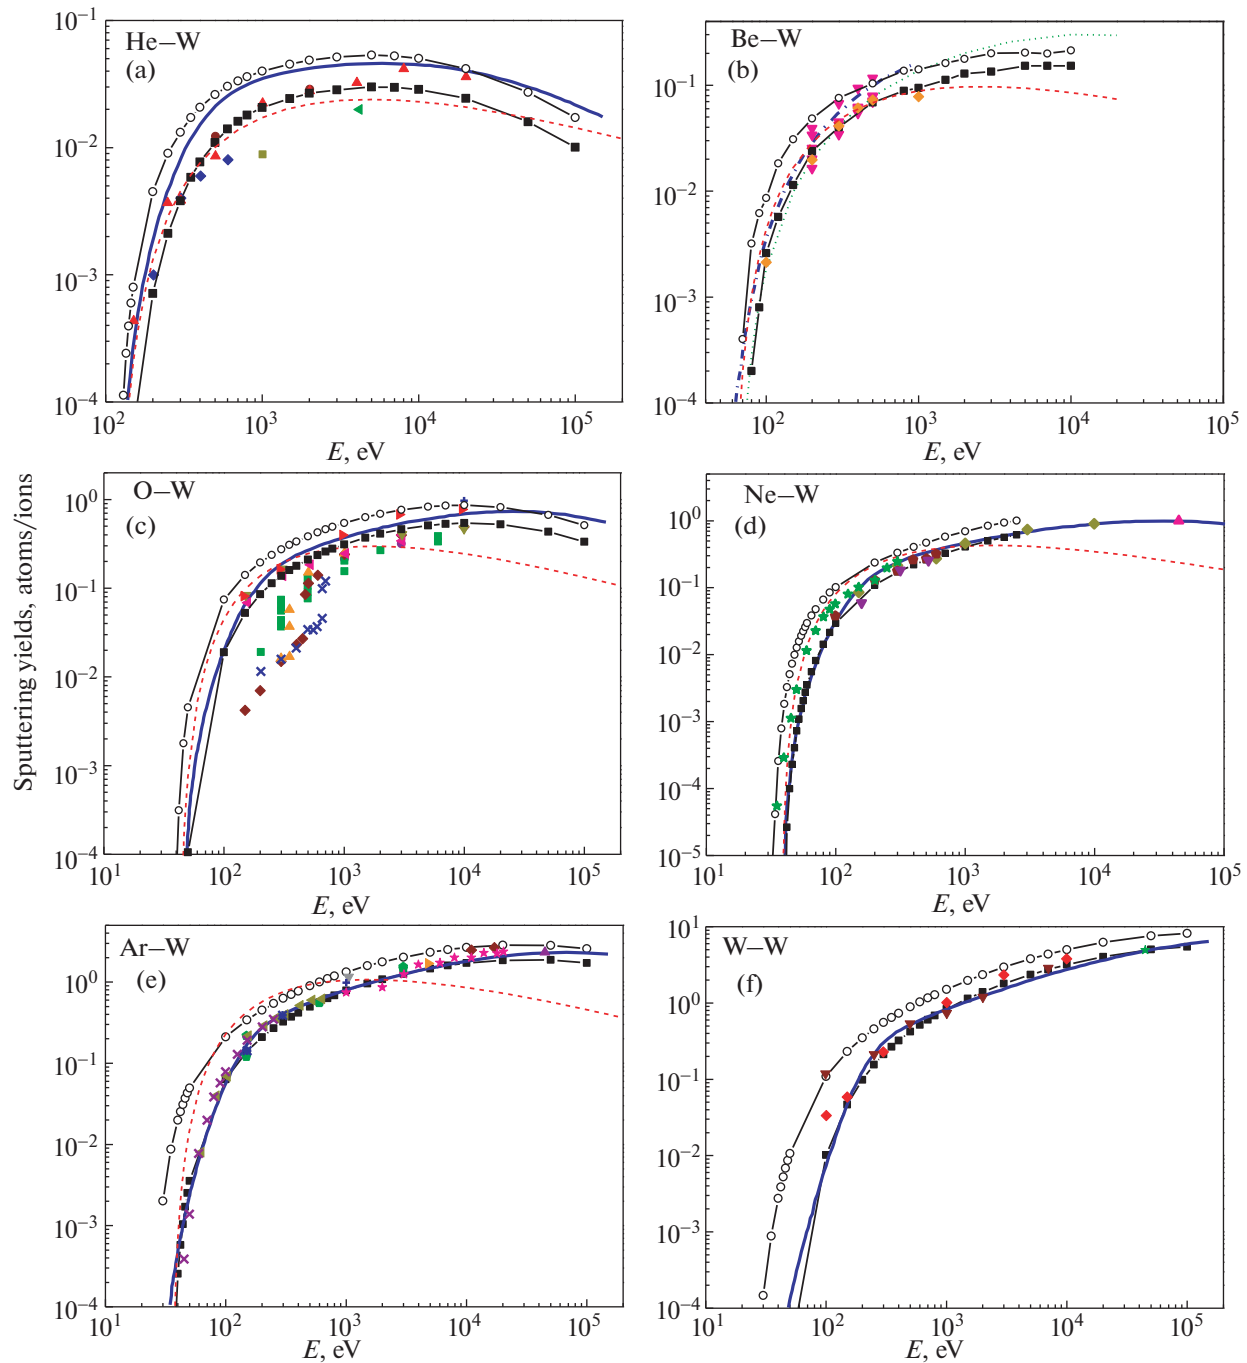 He–W
(a)
10⁻¹
10⁻²
10⁻³
10⁻⁴
10² 10³ 10⁴ 10⁵
E, eV
Be–W
(b)
10⁻¹
10⁻²
10⁻³
10⁻⁴
10² 10³ 10⁴ 10⁵
E, eV
Sputtering yields, atoms/ions
O–W
(c)
10⁰
10⁻¹
10⁻²
10⁻³
10⁻⁴
10¹ 10² 10³ 10⁴ 10⁵
E, eV
Ne–W
(d)
10⁰
10⁻¹
10⁻²
10⁻³
10⁻⁴
10⁻⁵
10¹ 10² 10³ 10⁴ 10⁵
E, eV
Ar–W
(e)
10⁰
10⁻¹
10⁻²
10⁻³
10⁻⁴
10¹ 10² 10³ 10⁴ 10⁵
E, eV
W–W
(f)
10¹
10⁰
10⁻¹
10⁻²
10⁻³
10⁻⁴
10¹ 10² 10³ 10⁴ 10⁵
E, eV